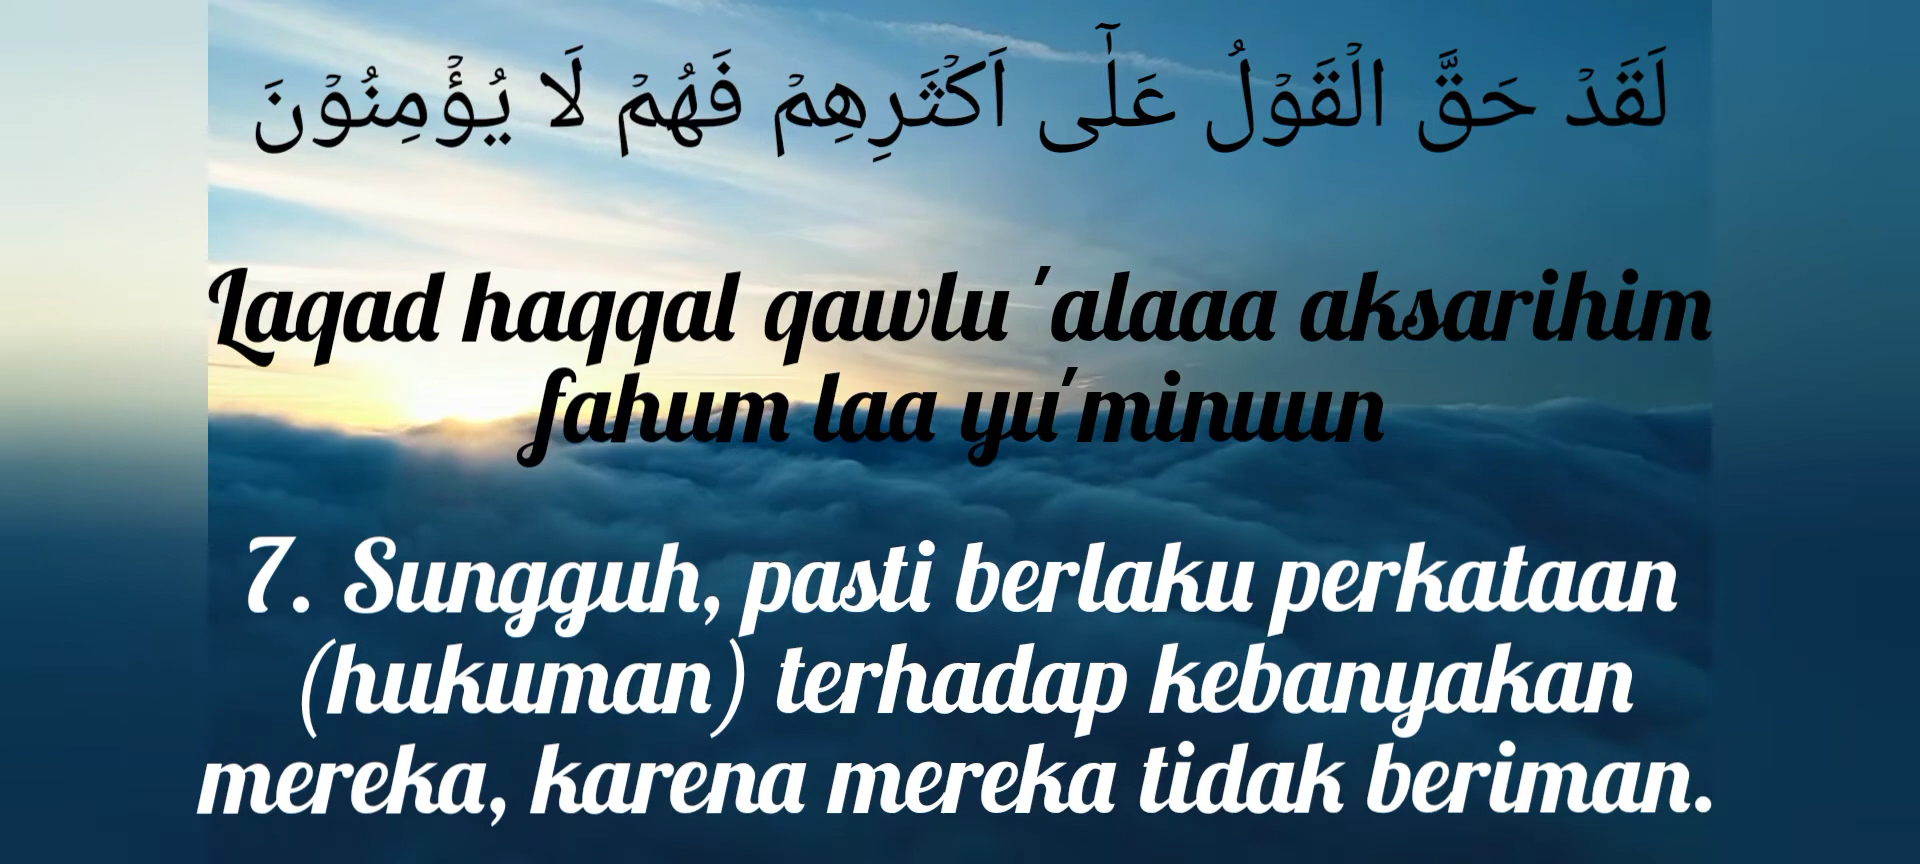 لَقَدْ حَقَّ الْقَوْلُ عَلٰٓى اَكْثَرِهِمْ فَهُمْ لَا يُؤْمِنُوْنَ
Laqad haqqal qawlu 'alaaa aksarihim
fahum laa yu'minuun
7. Sungguh, pasti berlaku perkataan
(hukuman) terhadap kebanyakan
mereka, karena mereka tidak beriman.